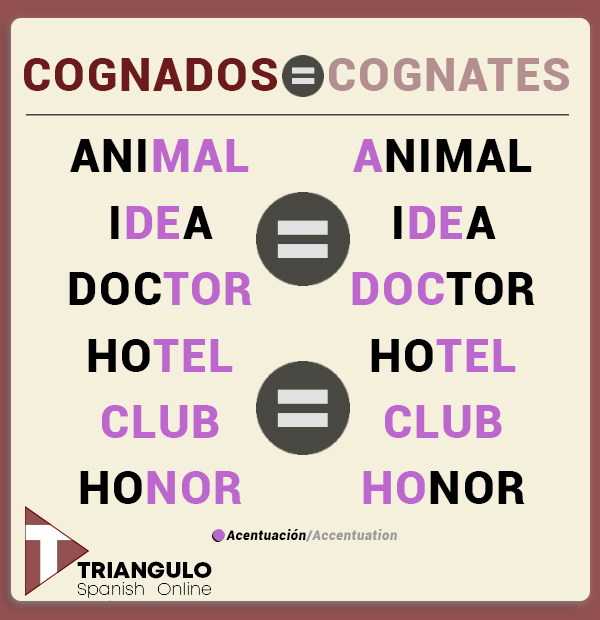 COGNADOS = COGNATES
ANIMAL ANIMAL
IDEA = IDEA
DOCTOR DOCTOR
HOTEL HOTEL
CLUB = CLUB
HONOR HONOR
Acentuación/Accentuation
T
TRIANGULO
Spanish Online